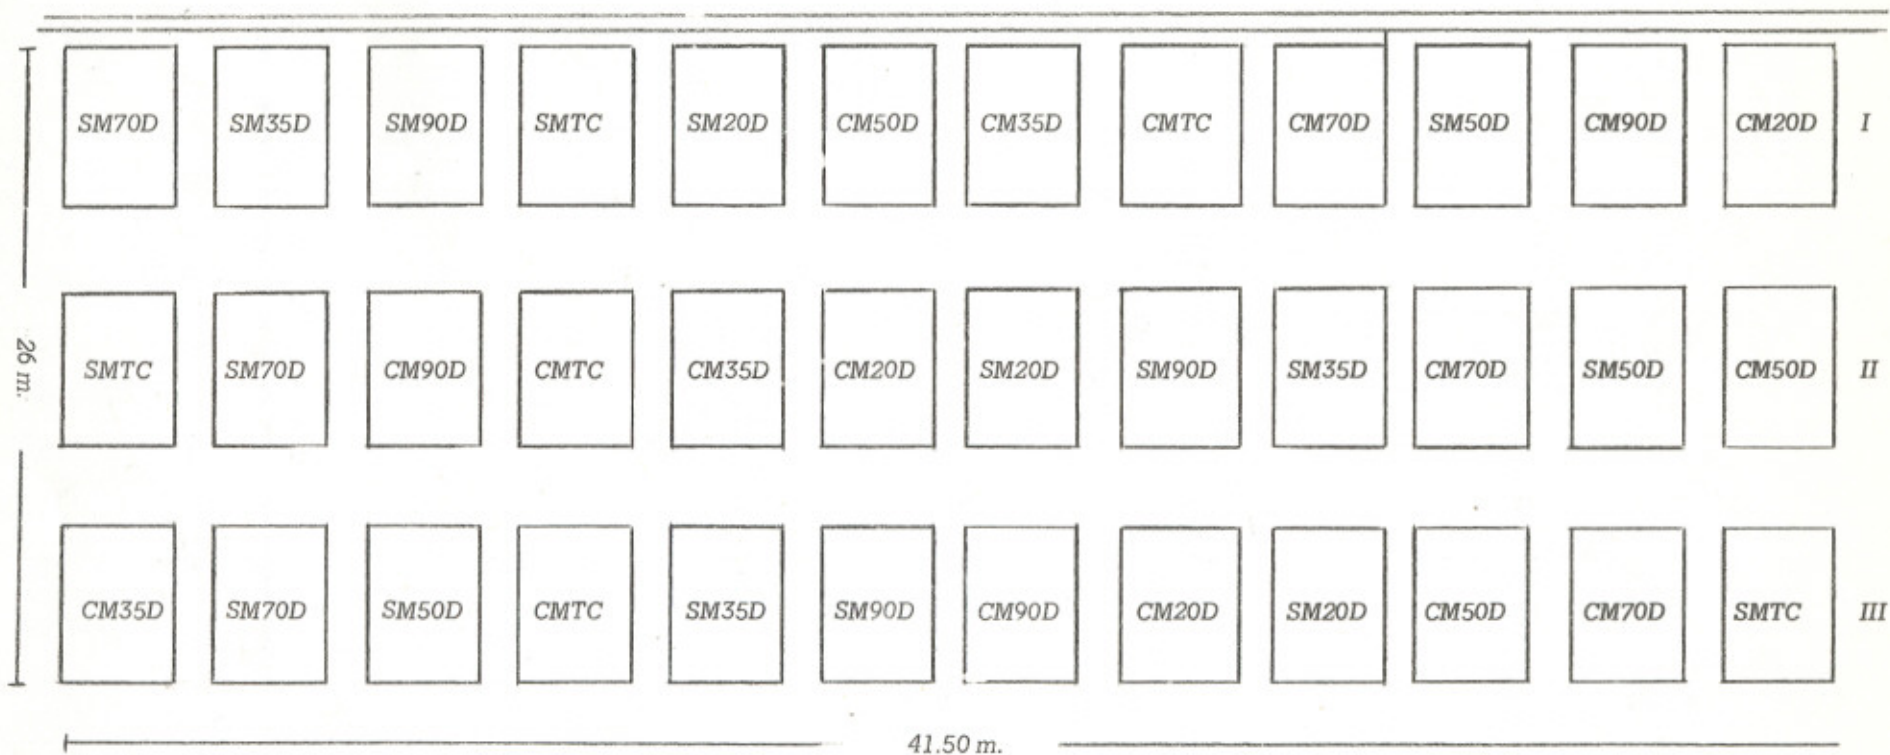 SM70D SM35D SM90D SMTC SM20D CM50D CM35D CMTC CM70D SM50D CM90D CM20D I
SMTC SM70D CM90D CMTC CM35D CM20D SM20D SM90D SM35D CM70D SM50D CM50D II
26 m.
CM35D SM70D SM50D CMTC SM35D SM90D CM90D CM20D SM20D CM50D CM70D SMTC III
41.50 m.